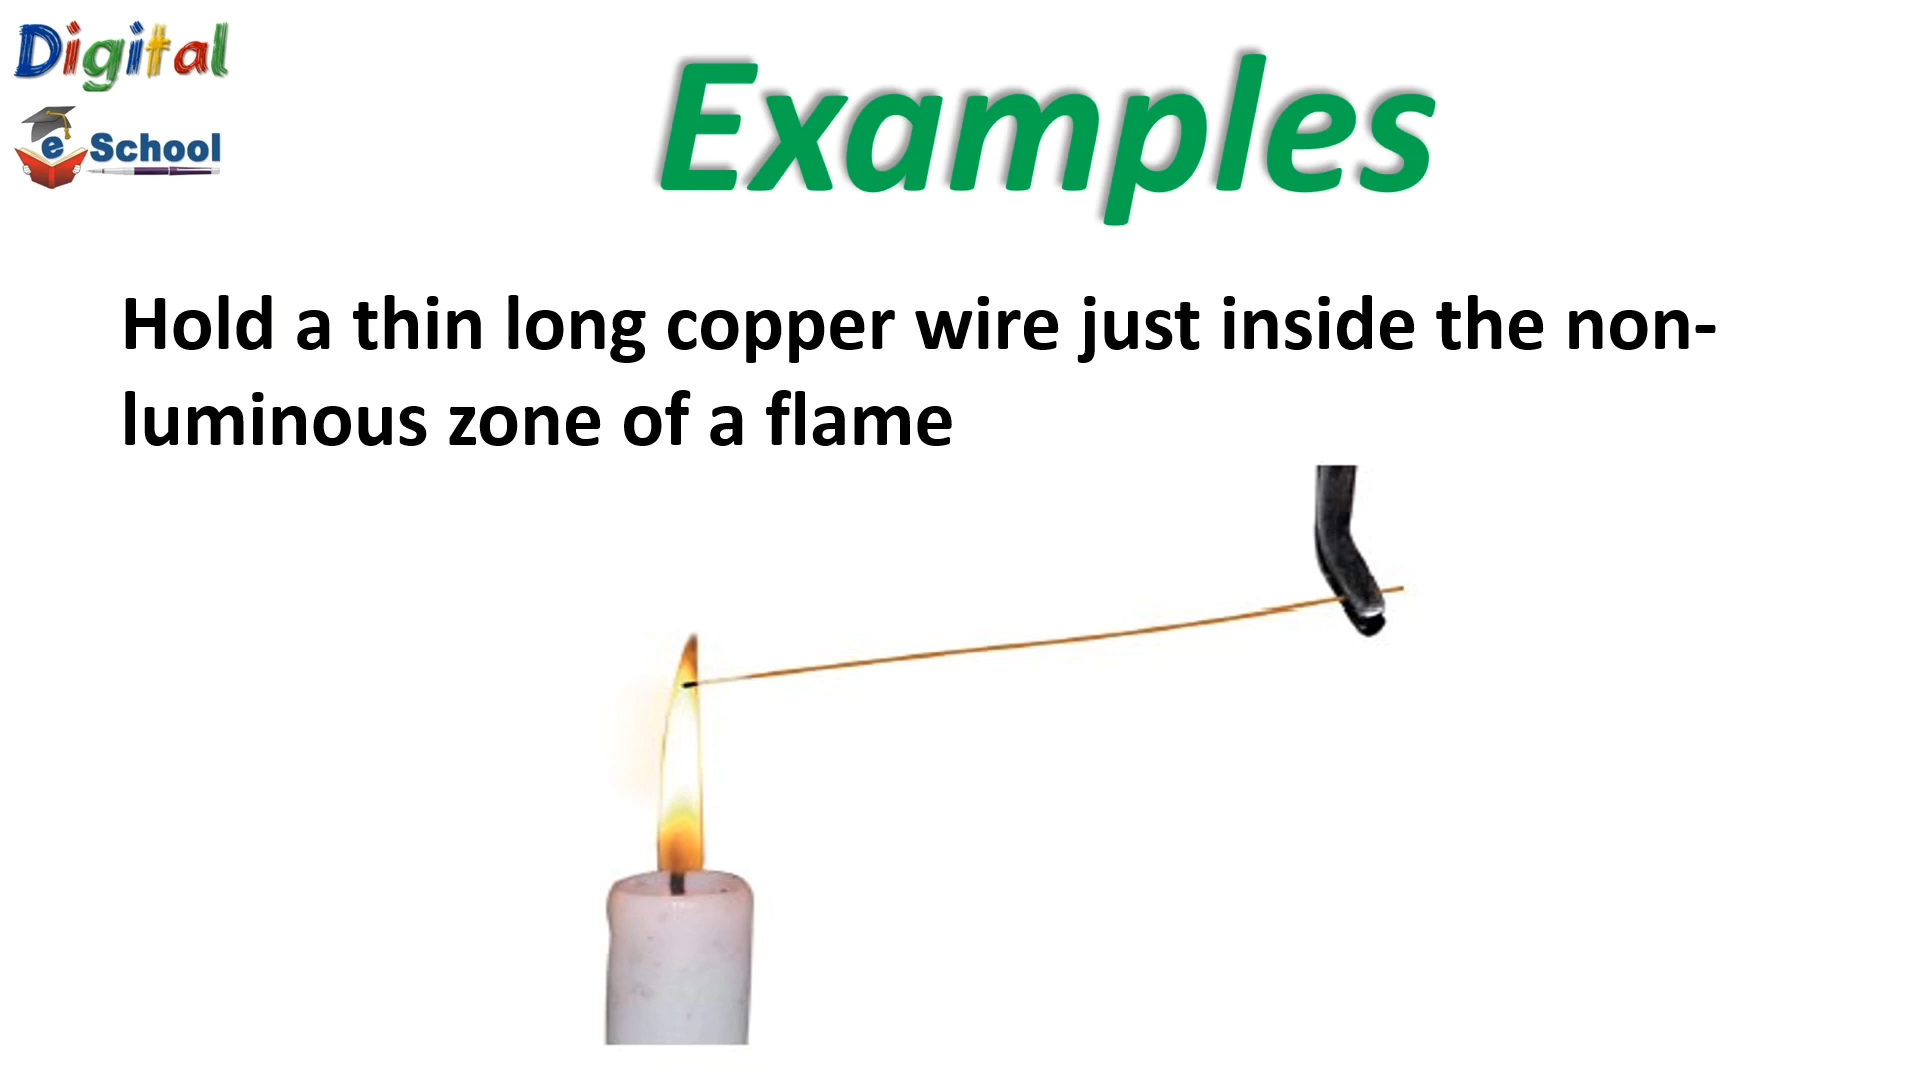 Digital
e School
Examples
Hold a thin long copper wire just inside the non-
luminous zone of a flame